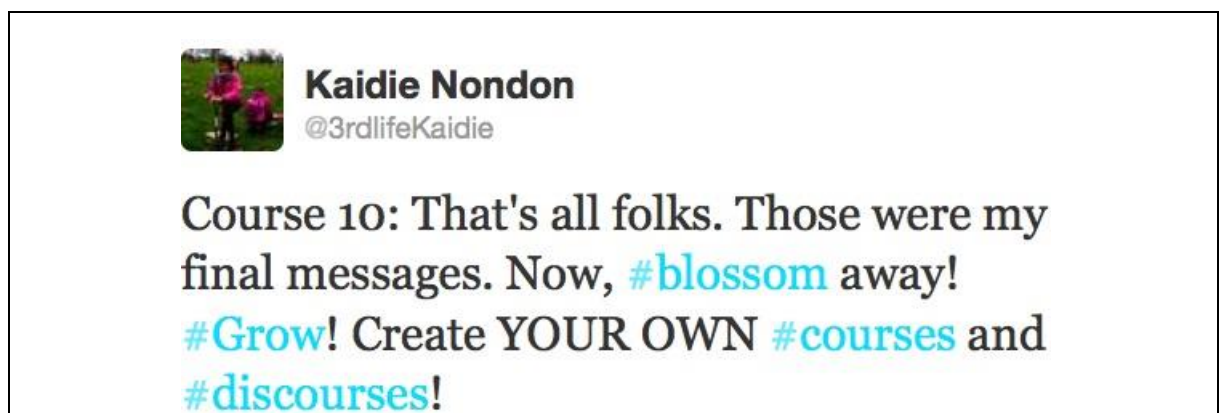 Kaidie Nondon
@3rdlifeKaidie
Course 10: That's all folks. Those were my
final messages. Now, #blossom away!
#Grow! Create YOUR OWN #courses and
#discourses!